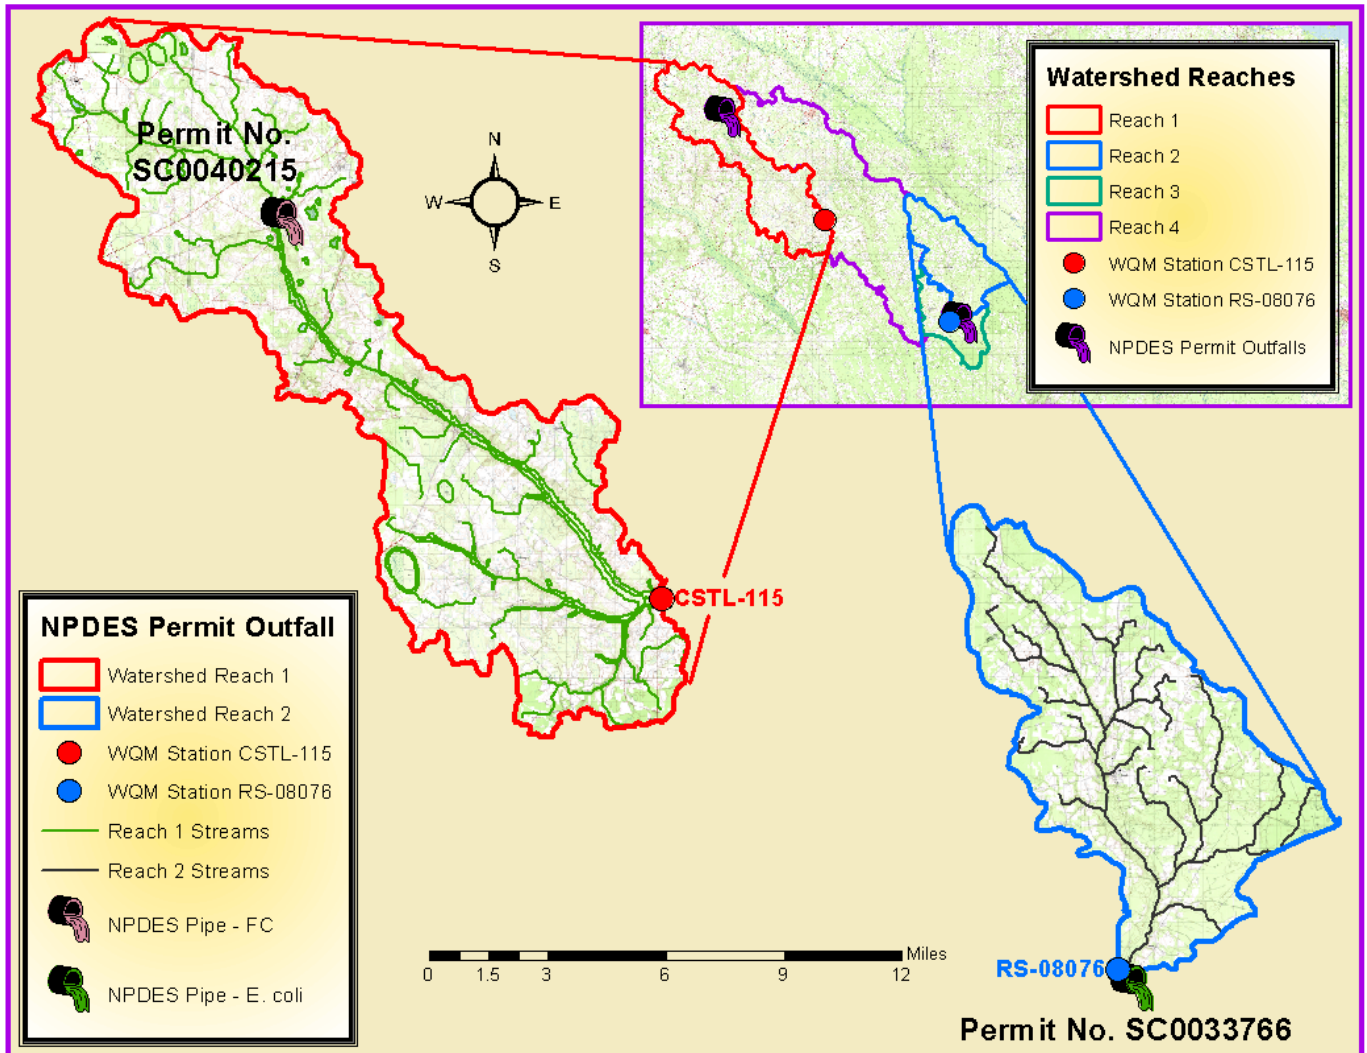 Permit No.
SC0040215
N
W
E
S
Watershed Reaches
Reach 1
Reach 2
Reach 3
Reach 4
WQM Station CSTL-115
WQM Station RS-08076
NPDES Permit Outfalls
CSTL-115
NPDES Permit Outfall
Watershed Reach 1
Watershed Reach 2
WQM Station CSTL-115
WQM Station RS-08076
Reach 1 Streams
Reach 2 Streams
NPDES Pipe - FC
NPDES Pipe - E. coli
Miles
0 1.5 3 6 9 12
RS-08076
Permit No. SC0033766